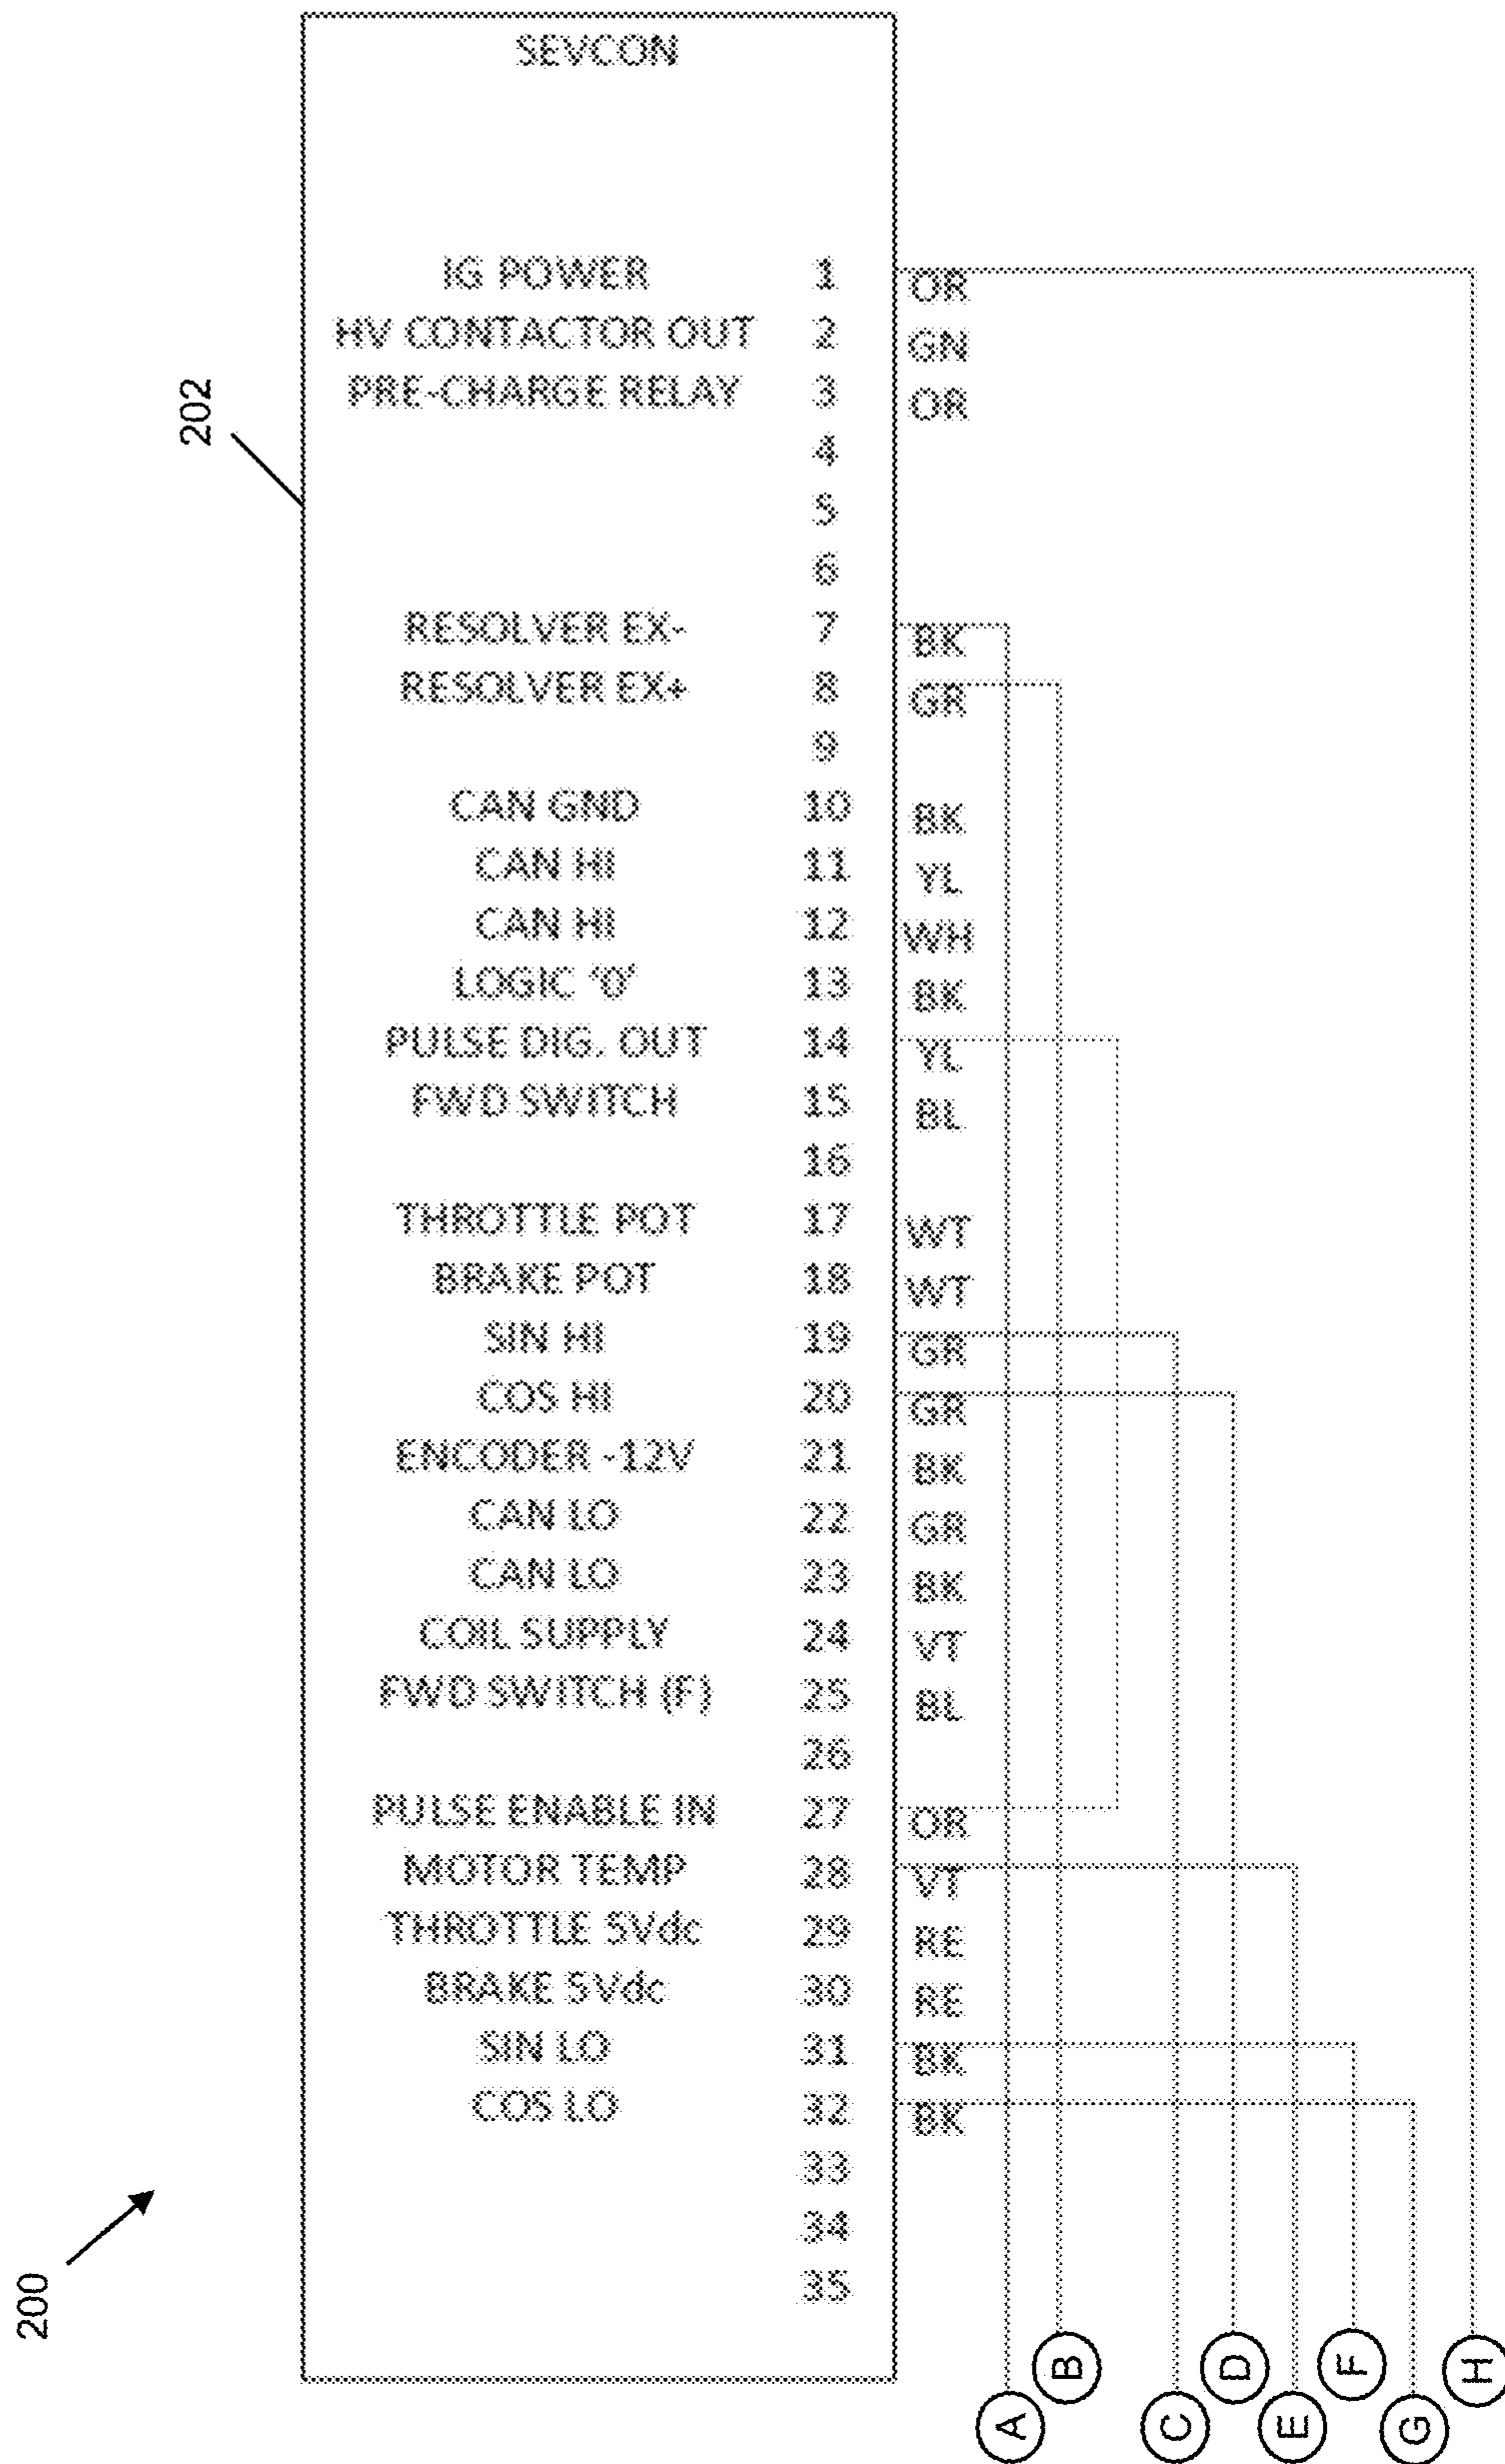 200
202
SEVCON
IG POWER 1 OR
HV CONTACTOR OUT 2 GN
PRE-CHARGE RELAY 3 OR
4
5
6
RESOLVER EX- 7 BK
RESOLVER EX+ 8 GR
9
CAN GND 10 BK
CAN HI 11 YL
CAN HI 12 WH
LOGIC '0' 13 BK
PULSE DIG. OUT 14 YL
FWD SWITCH 15 BL
16
THROTTLE POT 17 WT
BRAKE POT 18 WT
SIN HI 19 GR
COS HI 20 GR
ENCODER -12V 21 BK
CAN LO 22 GR
CAN LO 23 BK
COIL SUPPLY 24 VT
FWD SWITCH (F) 25 BL
26
PULSE ENABLE IN 27 OR
MOTOR TEMP 28 VT
THROTTLE 5Vdc 29 RE
BRAKE 5Vdc 30 RE
SIN LO 31 BK
COS LO 32 BK
33
34
35
A
B
C
D
E
F
G
H